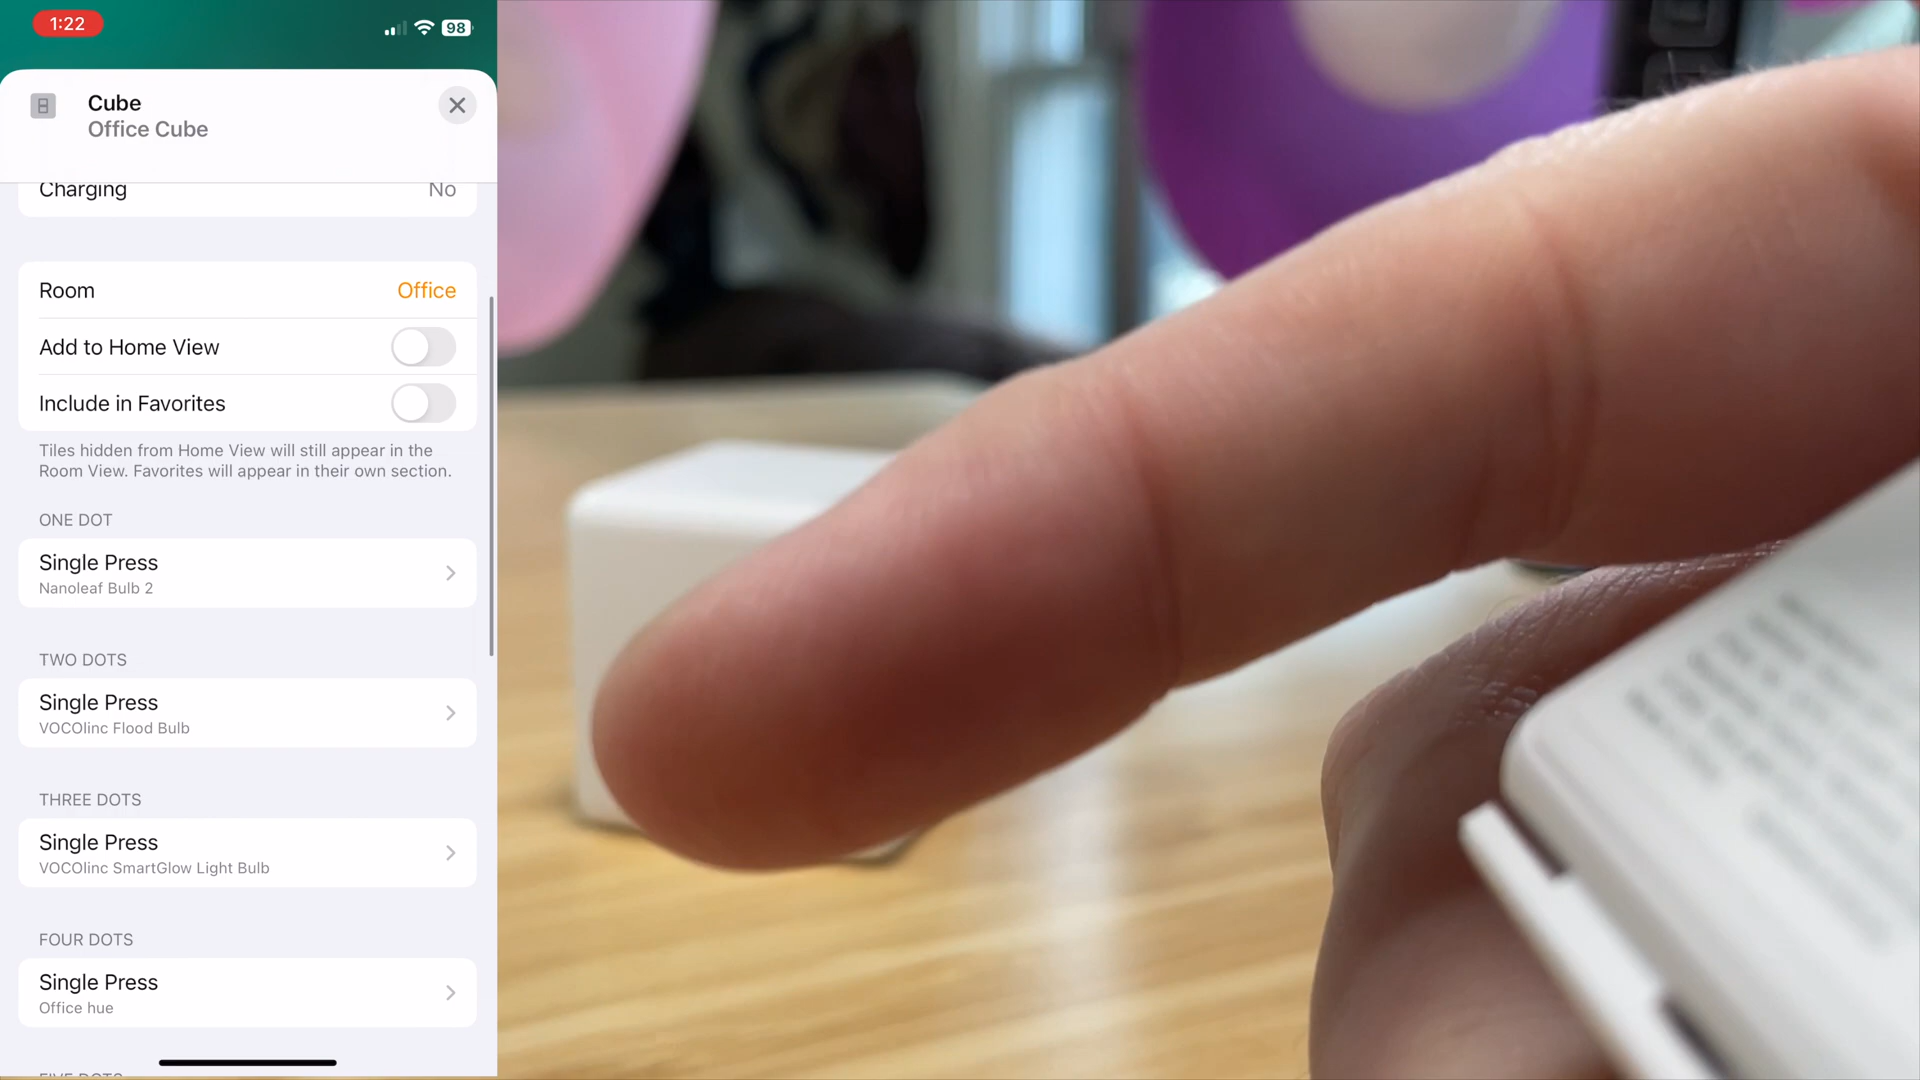 1:22
98
Cube
Office Cube
Charging
No
Room
Office
Add to Home View
Include in Favorites
Tiles hidden from Home View will still appear in the
Room View. Favorites will appear in their own section.
ONE DOT
Single Press
Nanoleaf Bulb 2
TWO DOTS
Single Press
VOCOlinc Flood Bulb
THREE DOTS
Single Press
VOCOlinc SmartGlow Light Bulb
FOUR DOTS
Single Press
Office hue
FIVE DOTS